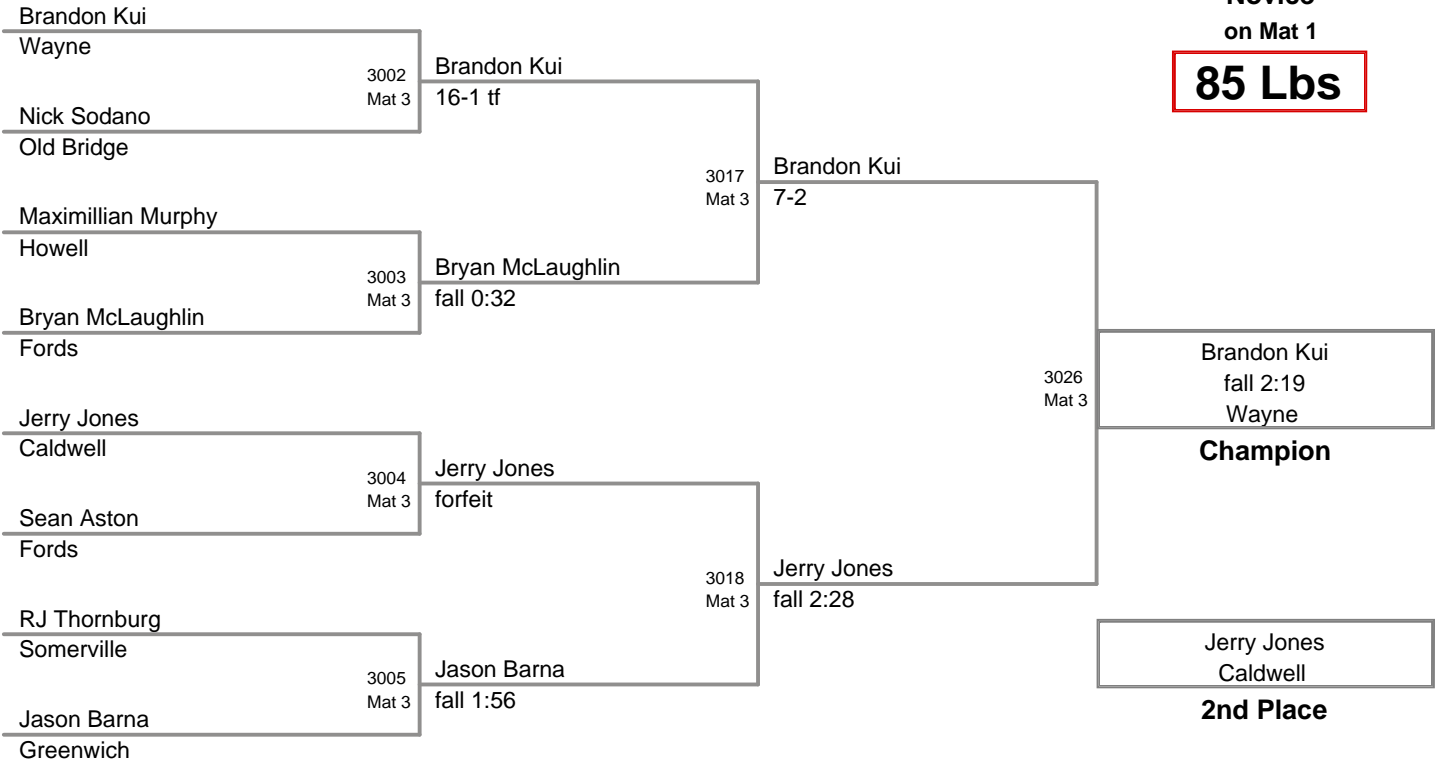 Novice
on Mat 1
85 Lbs
Brandon Kui
Wayne
3002
Mat 3
Nick Sodano
Old Bridge
Brandon Kui
16-1 tf
Maximillian Murphy
Howell
3003
Mat 3
Bryan McLaughlin
Fords
Bryan McLaughlin
fall 0:32
3017
Mat 3
Brandon Kui
7-2
Jerry Jones
Caldwell
3004
Mat 3
Sean Aston
Fords
Jerry Jones
forfeit
RJ Thornburg
Somerville
3005
Mat 3
Jason Barna
Greenwich
Jason Barna
fall 1:56
3018
Mat 3
Jerry Jones
fall 2:28
3026
Mat 3
Brandon Kui
fall 2:19
Wayne
Champion
Jerry Jones
Caldwell
2nd Place